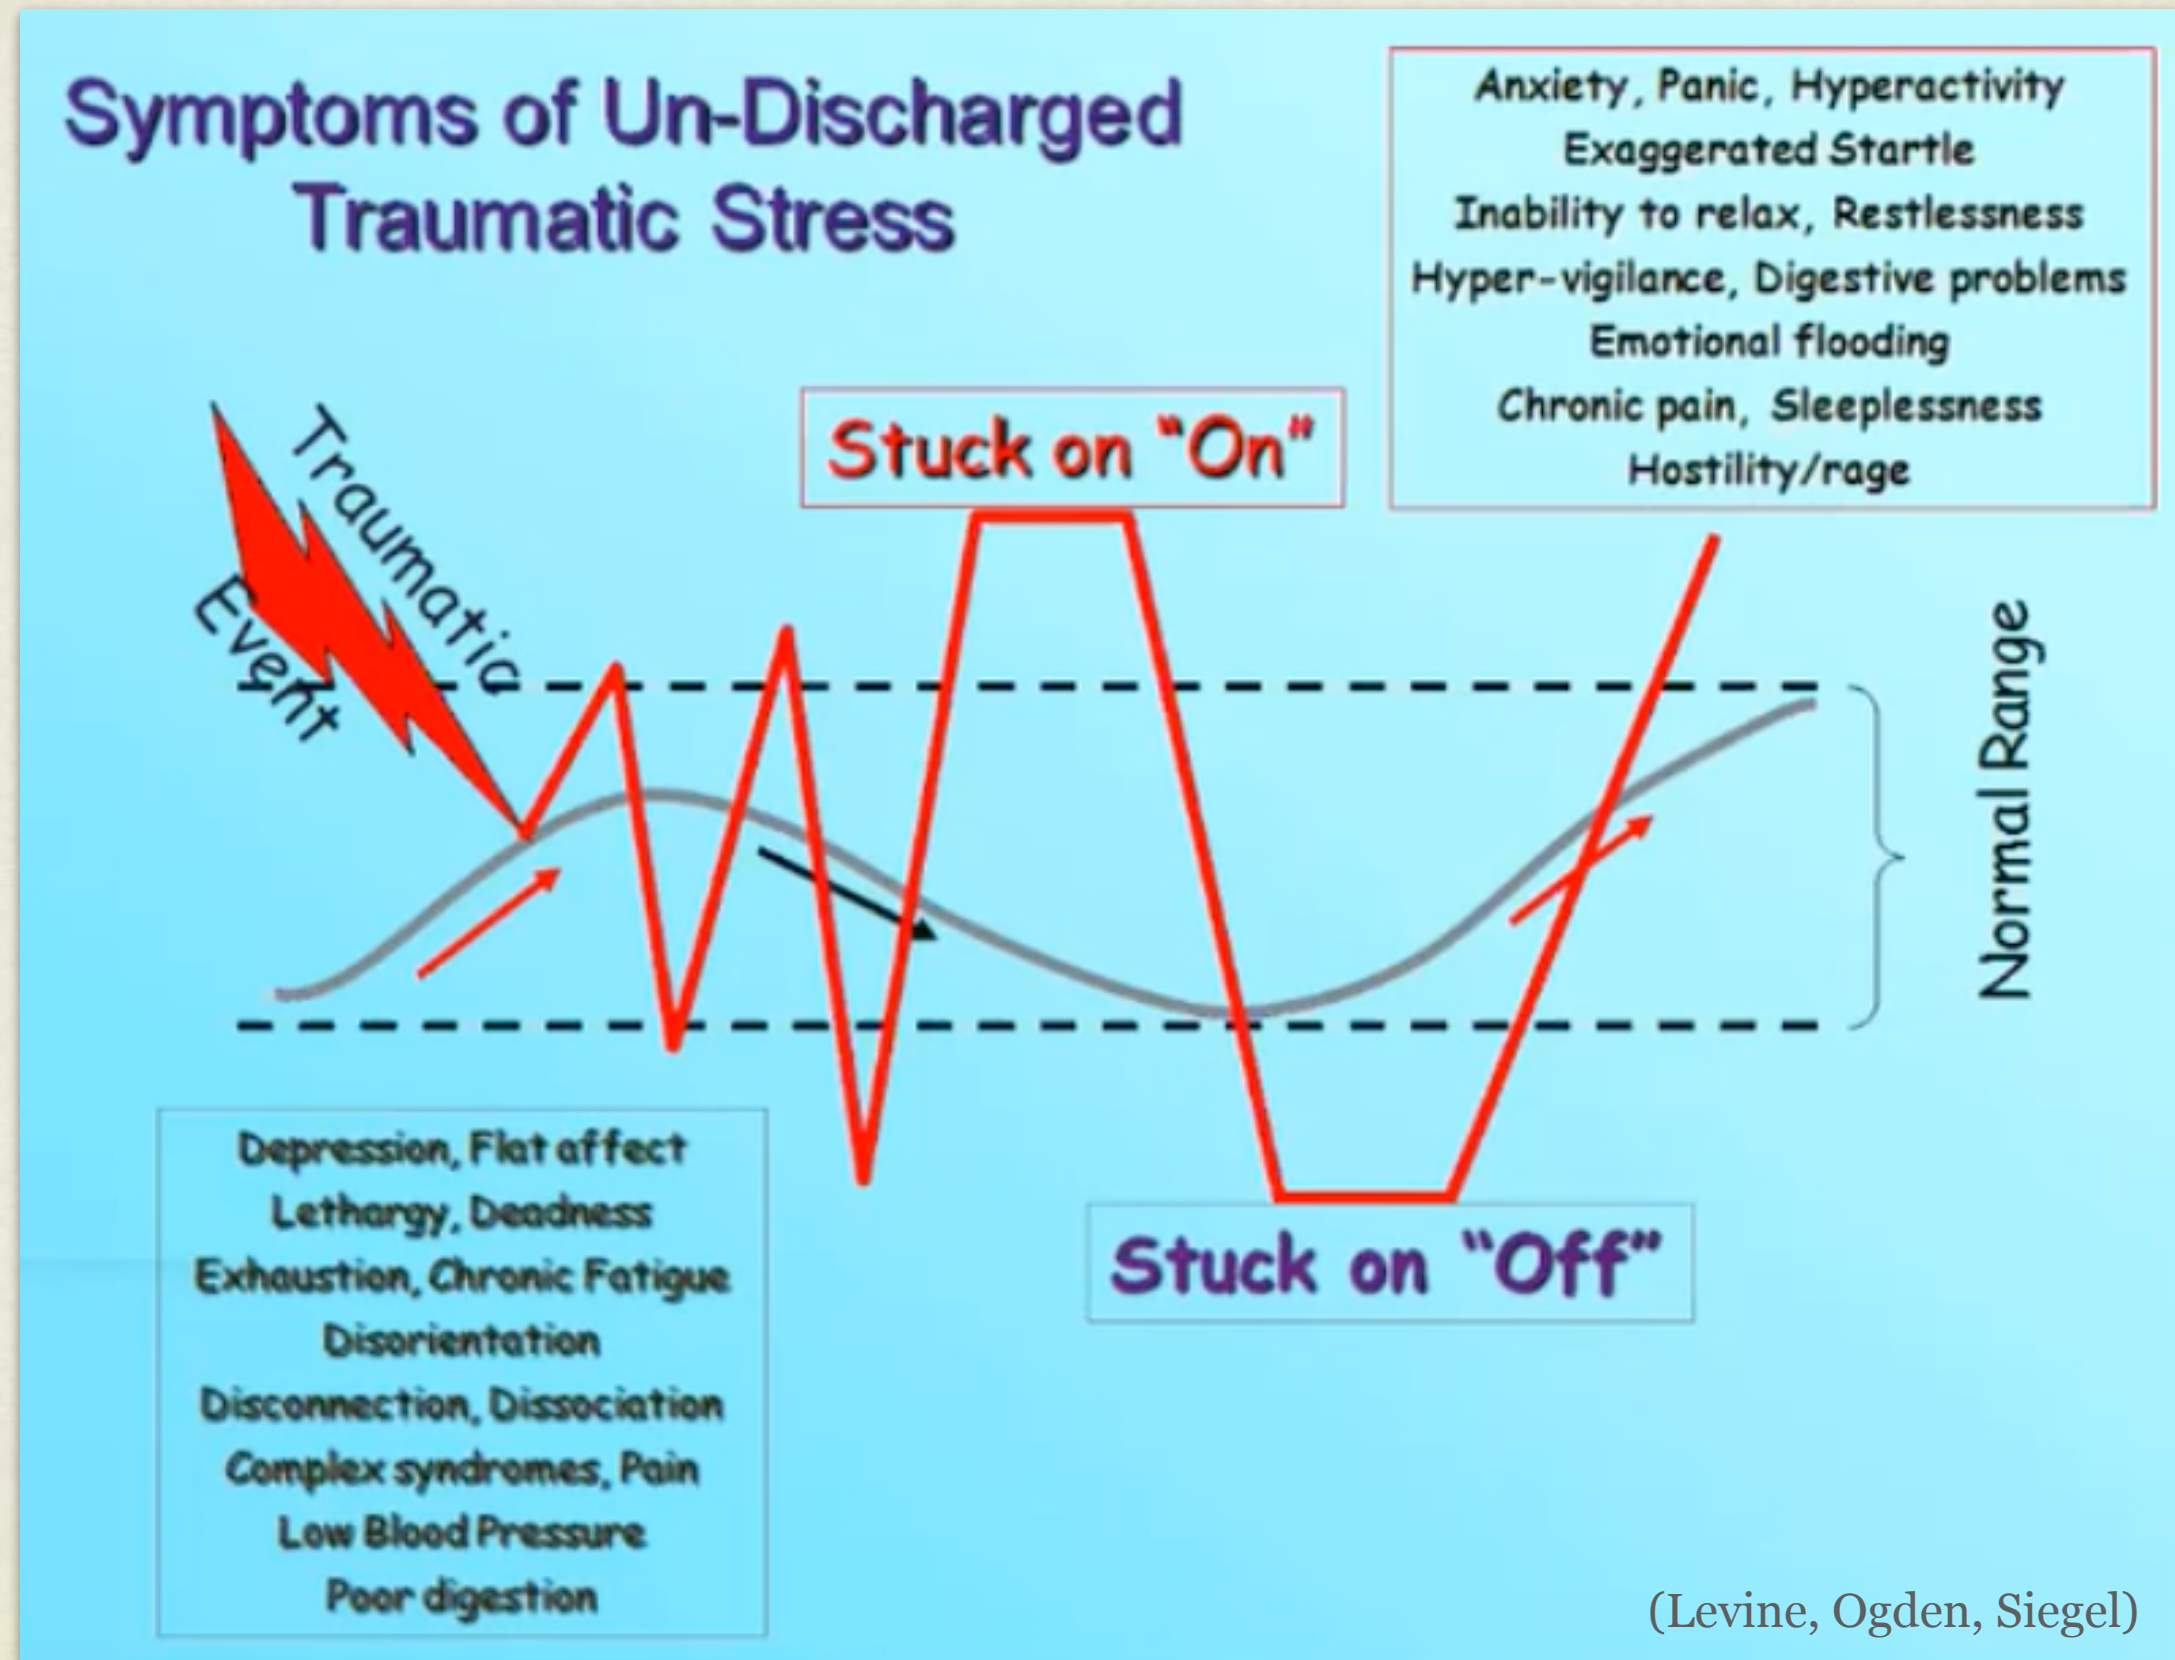 Symptoms of Un-Discharged
Traumatic Stress
Anxiety, Panic, Hyperactivity
Exaggerated Startle
Inability to relax, Restlessness
Hyper-vigilance, Digestive problems
Emotional flooding
Chronic pain, Sleeplessness
Hostility/rage
Stuck on "On"
Traumatic
Event
Normal Range
Depression, Flat affect
Lethargy, Deadness
Exhaustion, Chronic Fatigue
Disorientation
Disconnection, Dissociation
Complex syndromes, Pain
Low Blood Pressure
Poor digestion
Stuck on “Off”
(Levine, Ogden, Siegel)